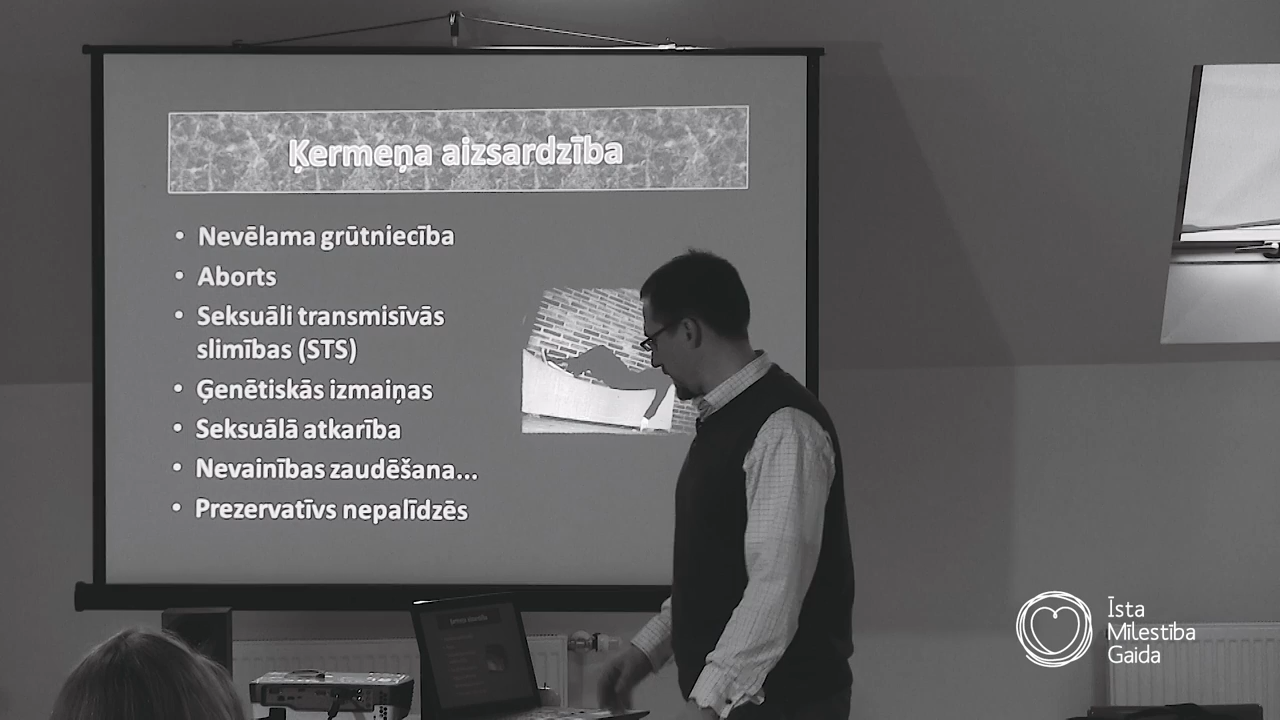 Ķermeņa aizsardzība
• Nevēlama grūtniecība
• Aborts
• Seksuāli transmisīvās
slimības (STS)
• Ģenētiskās izmaiņas
• Seksuālā atkarība
• Nevainības zaudēšana...
• Prezervatīvs nepalīdzēs
Īsta
Milestība
Gaida